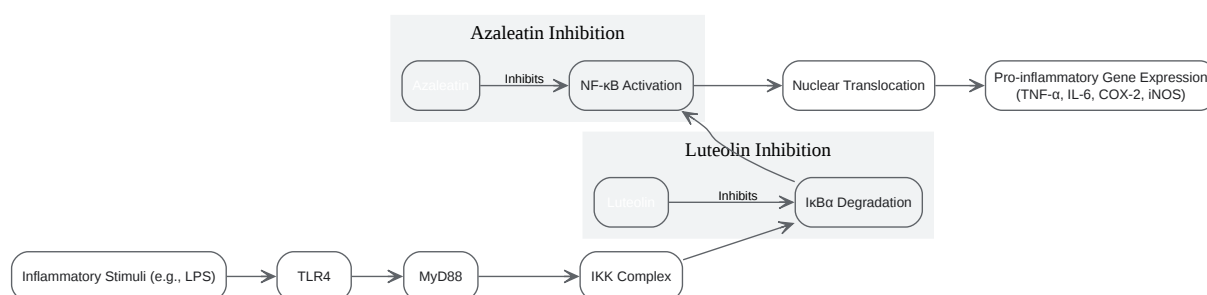 Azaleatin Inhibition
Azaleatin
Inhibits
NF-κB Activation
Nuclear Translocation
Pro-inflammatory Gene Expression
(TNF-α, IL-6, COX-2, iNOS)
Luteolin Inhibition
Luteolin
Inhibits
IκBα Degradation
Inflammatory Stimuli (e.g., LPS)
TLR4
MyD88
IKK Complex